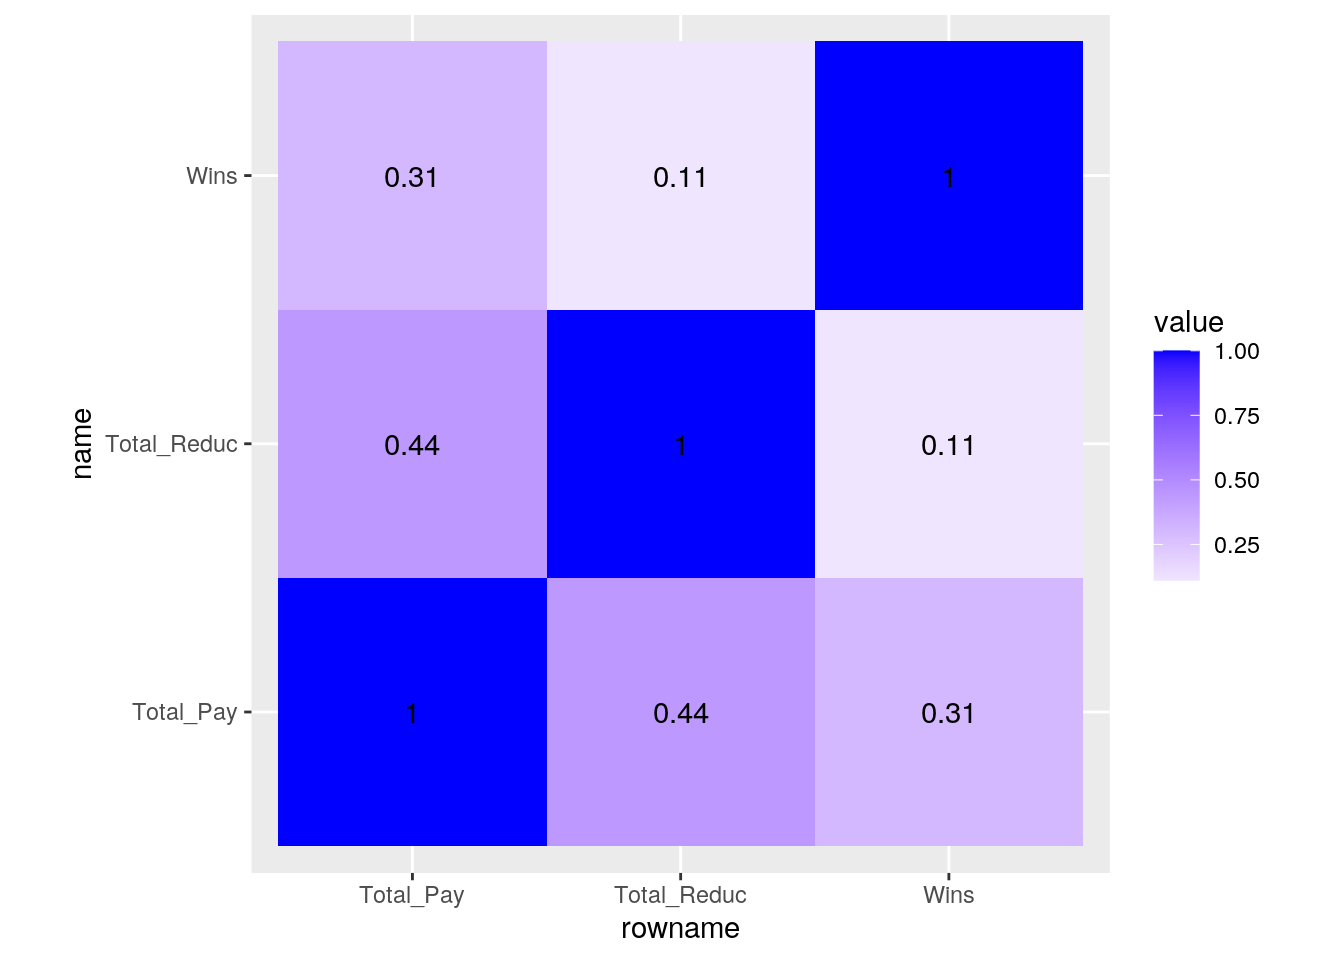 Wins
0.31 0.11 1
Total_Reduc
0.44 1 0.11
Total_Pay
1 0.44 0.31
name
Total_Pay Total_Reduc Wins
rowname
value
1.00
0.75
0.50
0.25